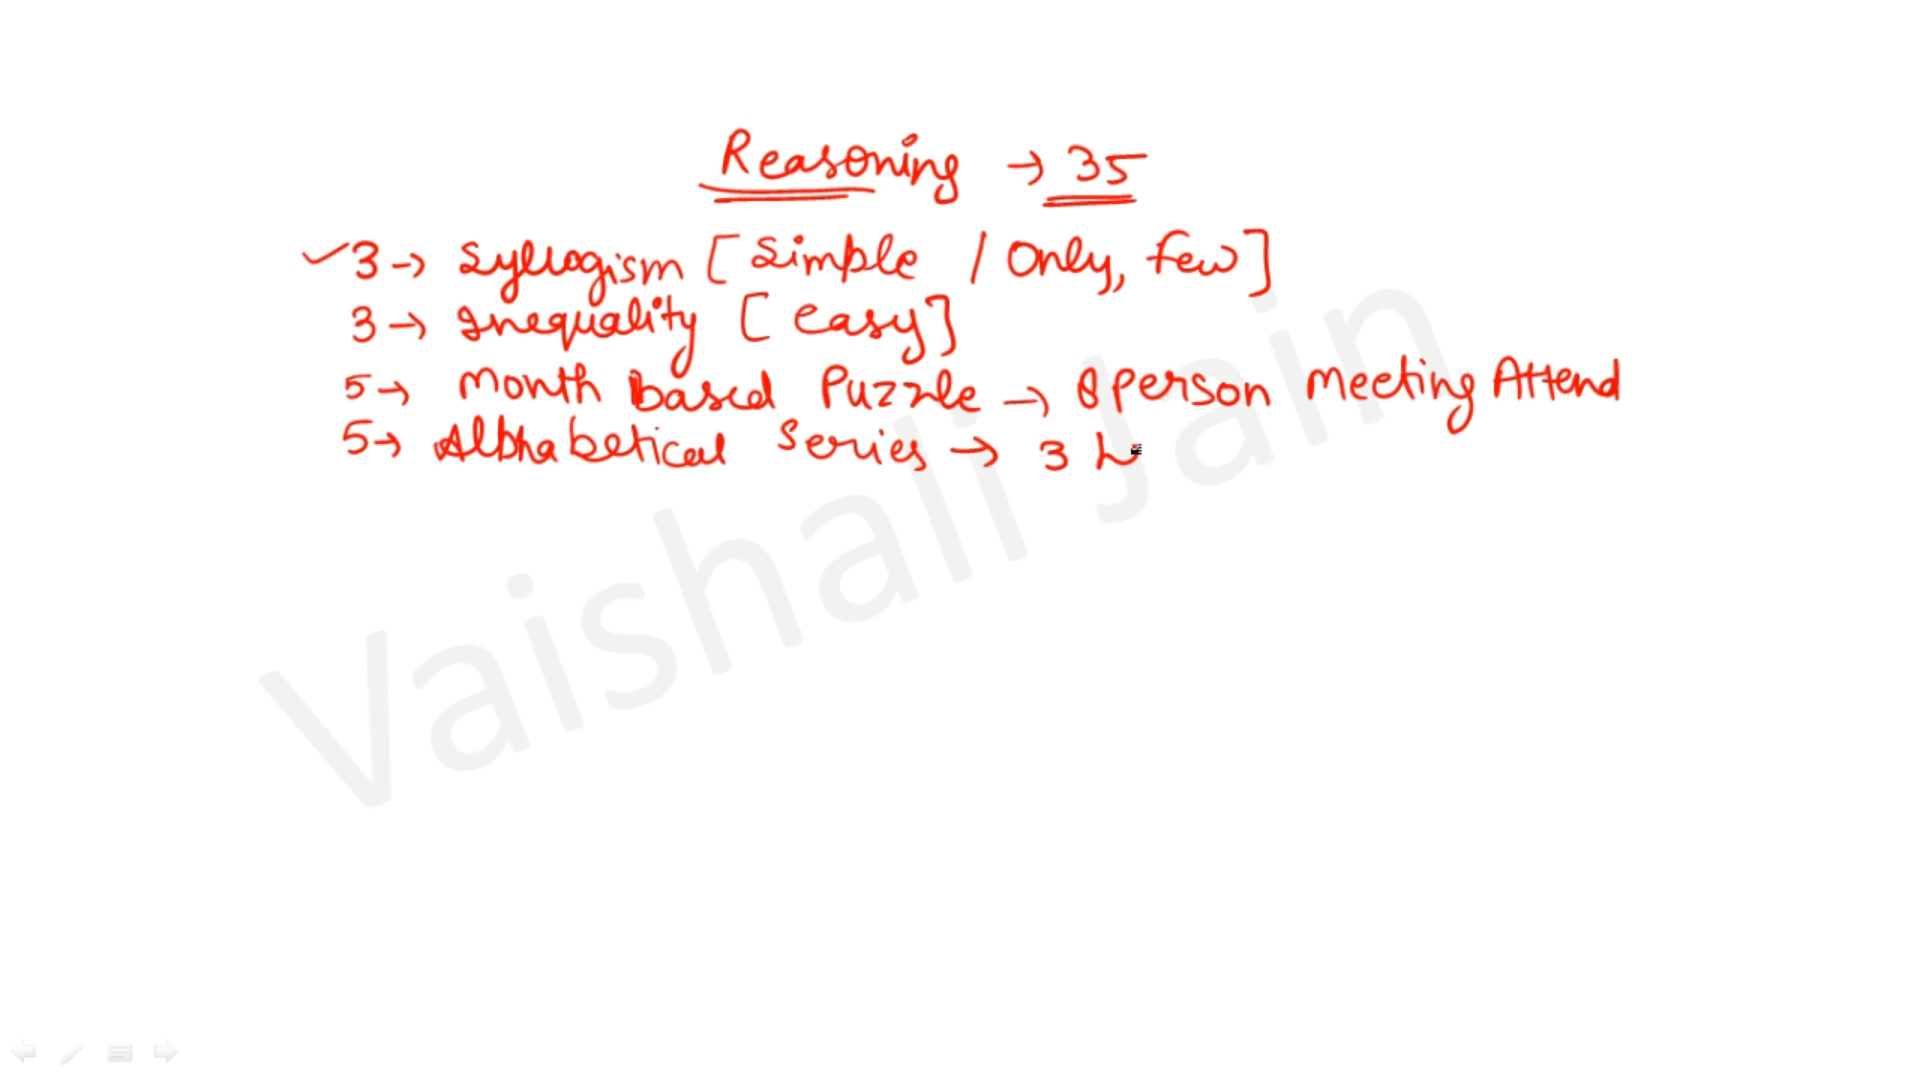 Reasoning → 35
✓3 → Syllogism [Simple / Only, few]
3 → Inequality [easy]
5 → Month based Puzzle → 8 person Meeting Attend
5 → Alphabetical Series → 3 L
Vaishali Jain